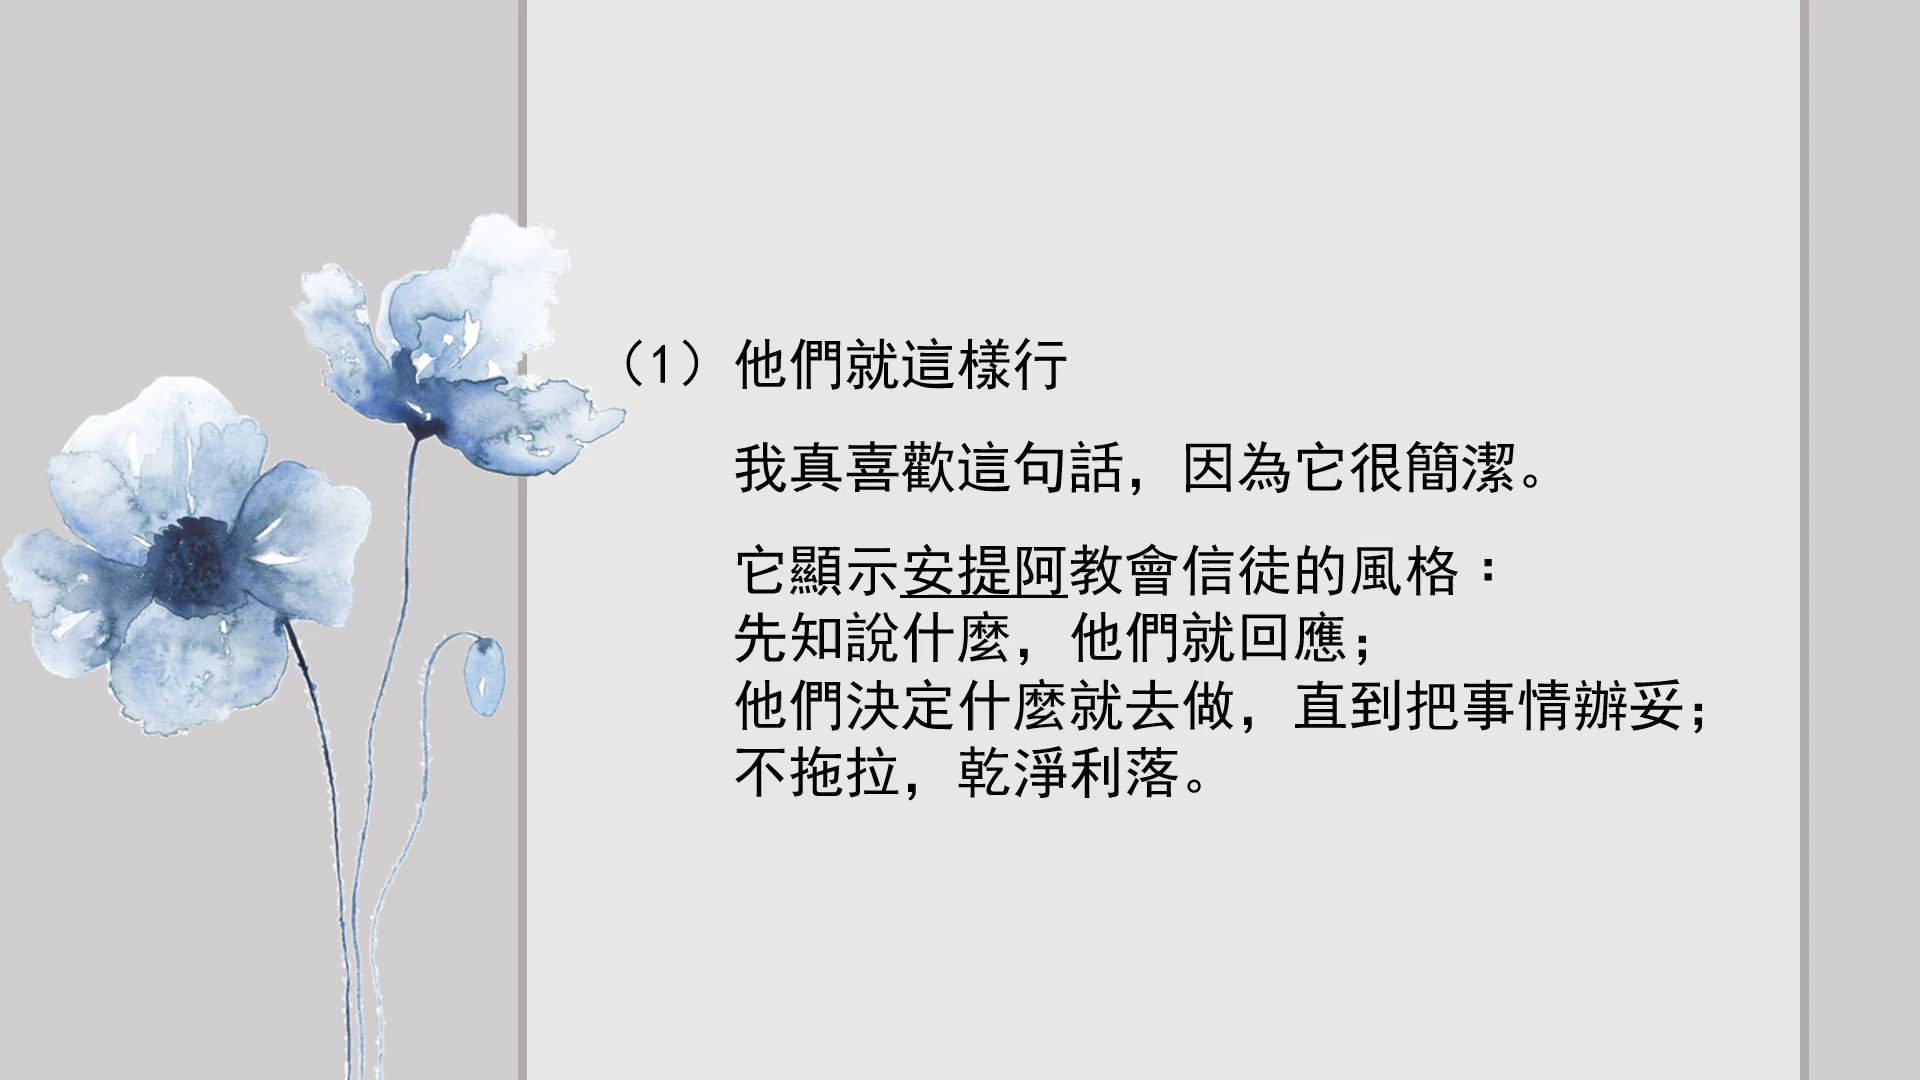 （1）他們就這樣行
我真喜歡這句話，因為它很簡潔。
它顯示安提阿教會信徒的風格：
先知說什麼，他們就回應；
他們決定什麼就去做，直到把事情辦妥；
不拖拉，乾淨利落。